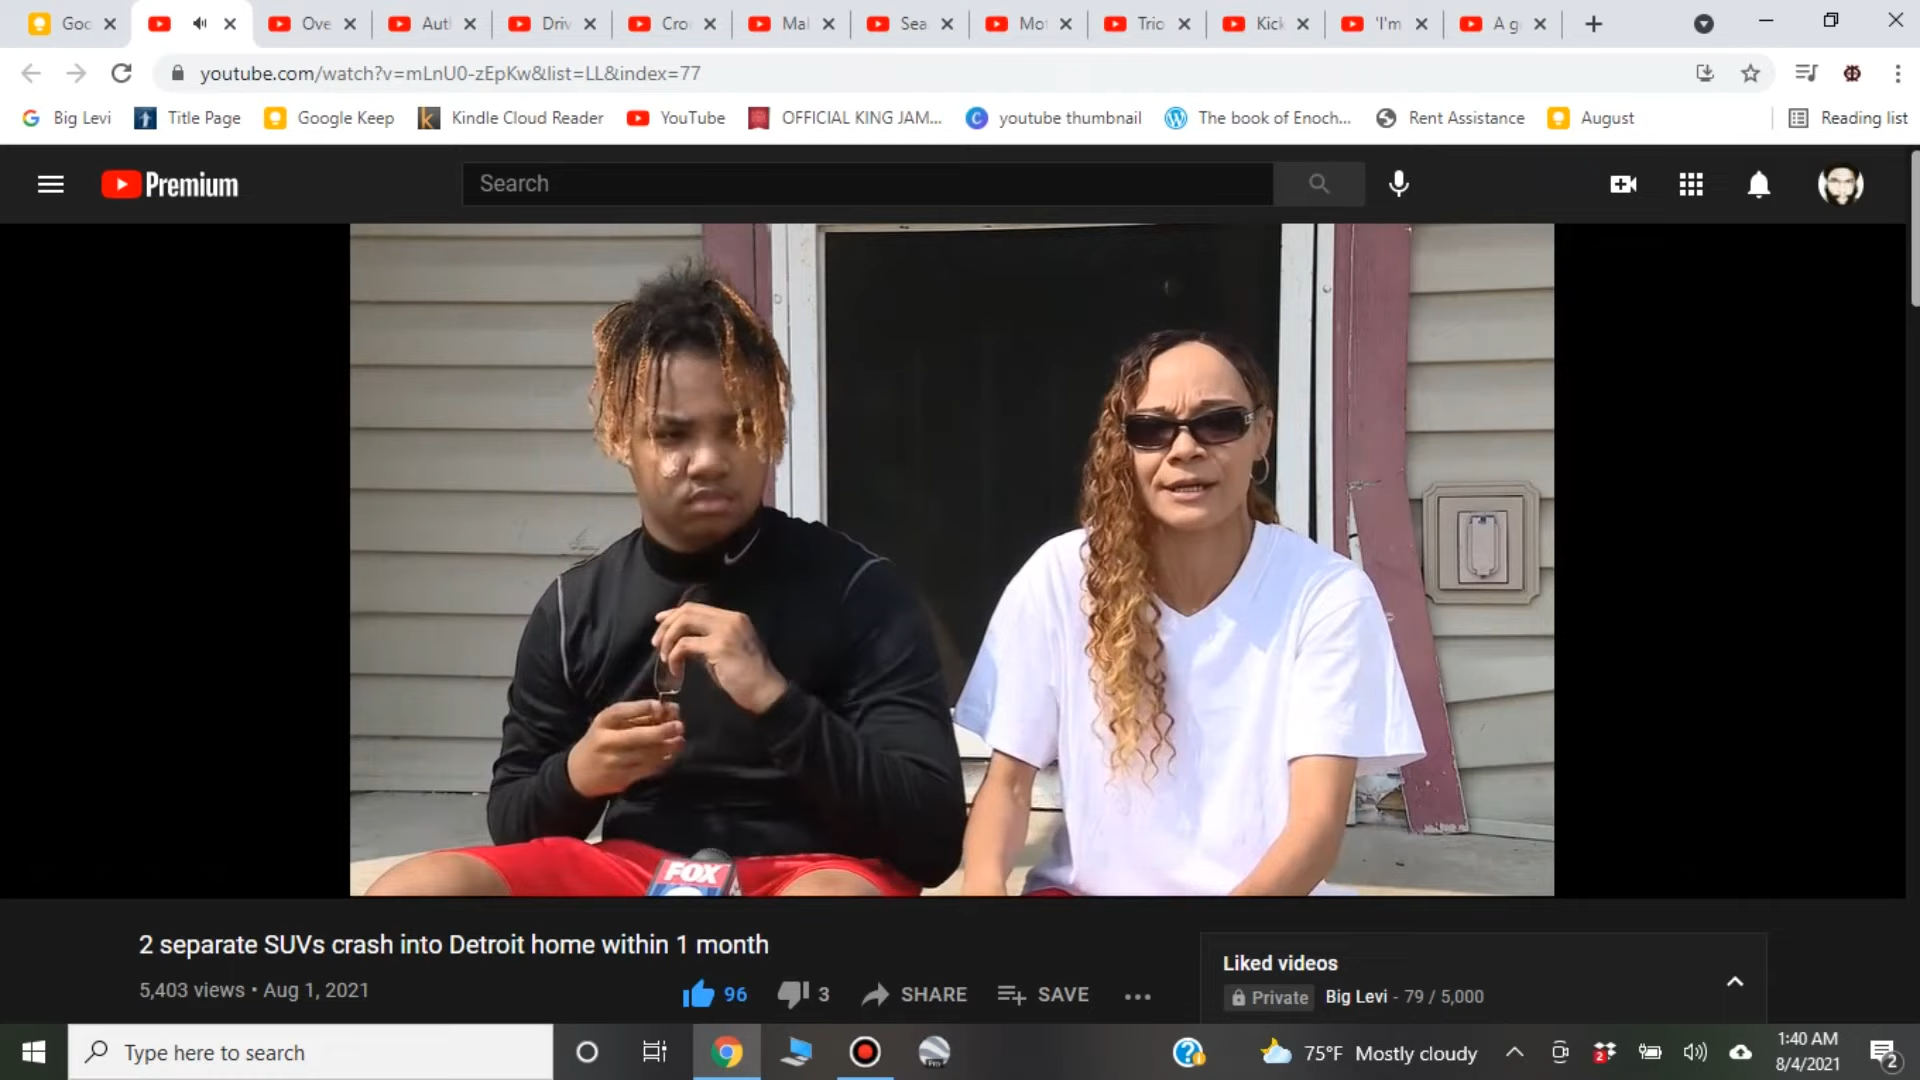 Goo
Ove
Aut
Driv
Cro
Mal
Sea
Mo
Trio
Kick
'I'm
A g
youtube.com/watch?v=mLnU0-zEpKw&list=LL&index=77
Big Levi
Title Page
Google Keep
Kindle Cloud Reader
YouTube
OFFICIAL KING JAM...
youtube thumbnail
The book of Enoch...
Rent Assistance
August
Reading list
Premium
Search
FOX
2 separate SUVs crash into Detroit home within 1 month
5,403 views • Aug 1, 2021
96
3
SHARE
SAVE
Liked videos
Private Big Levi - 79 / 5,000
Type here to search
75°F Mostly cloudy
1:40 AM
8/4/2021
2
2